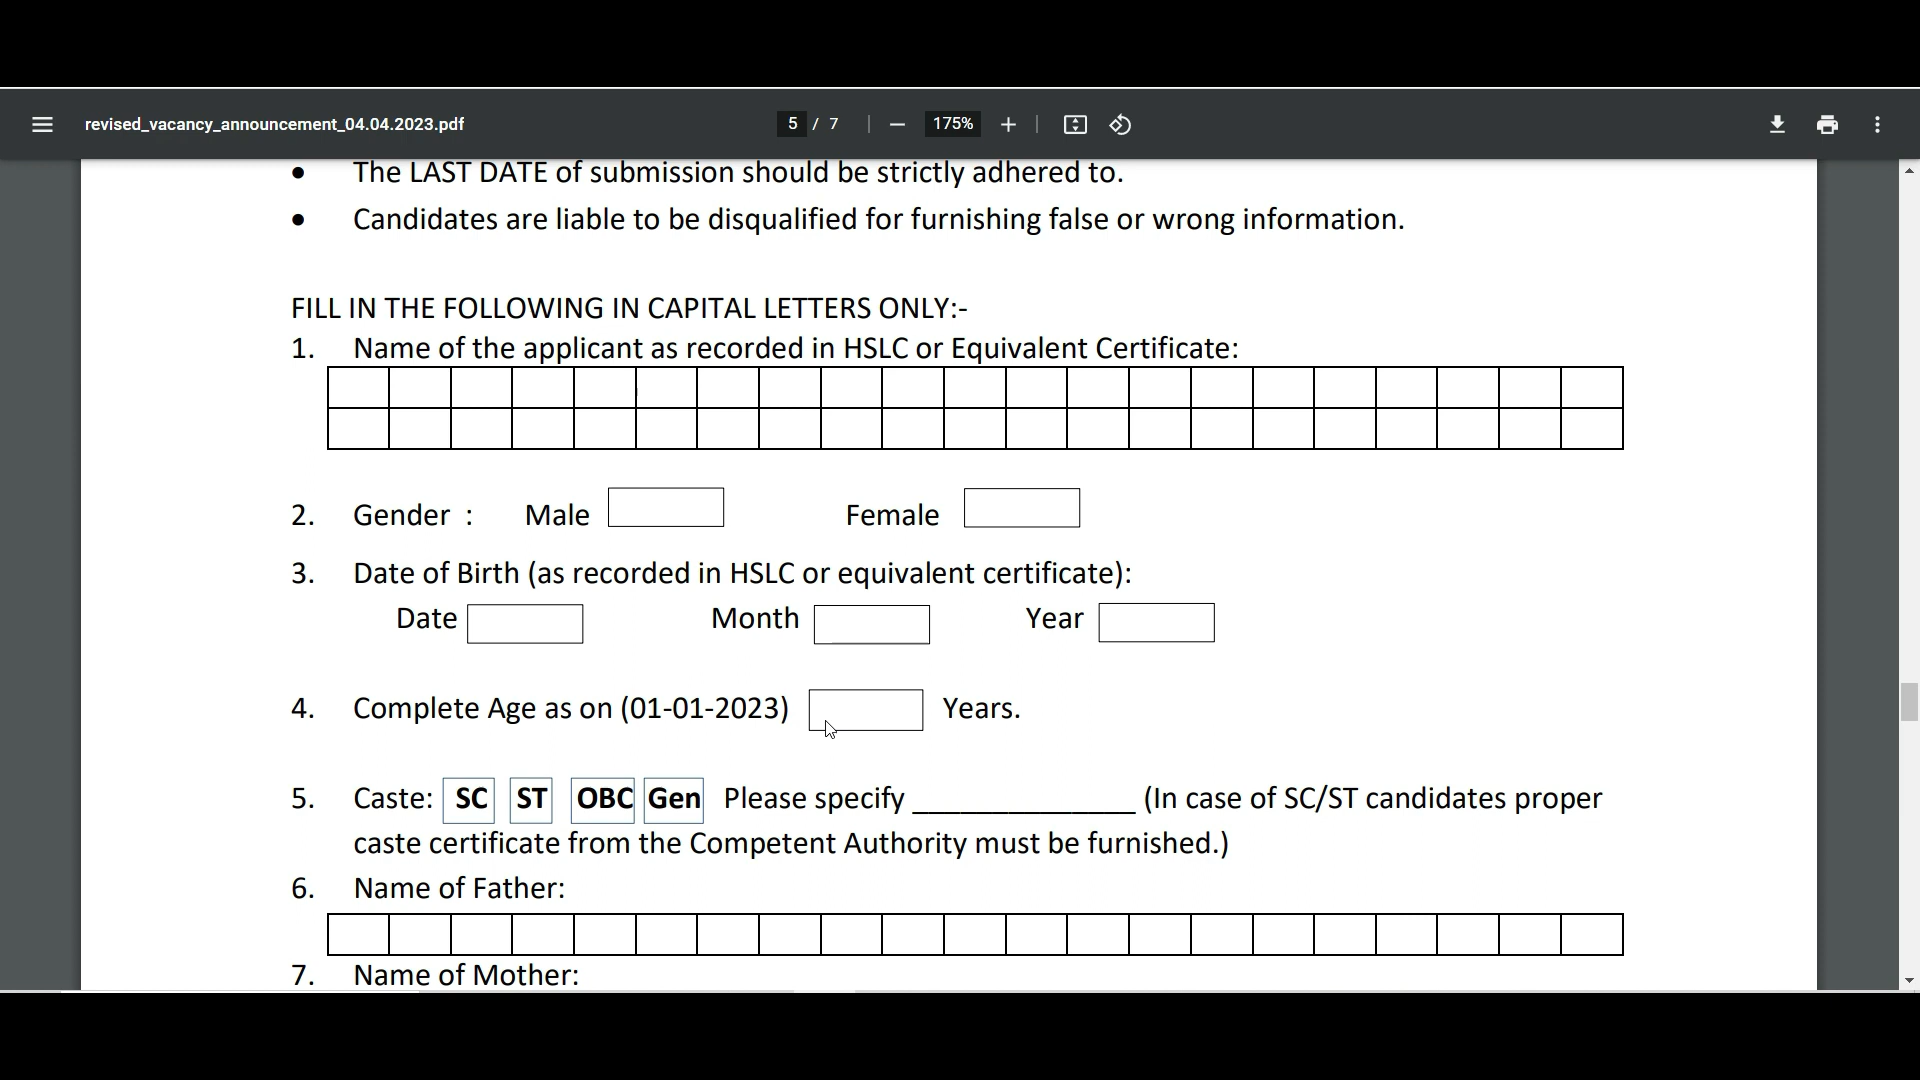 revised_vacancy_announcement_04.04.2023.pdf
5 / 7
175%
• The LAST DATE of submission should be strictly adhered to.
• Candidates are liable to be disqualified for furnishing false or wrong information.
FILL IN THE FOLLOWING IN CAPITAL LETTERS ONLY:-
1. Name of the applicant as recorded in HSLC or Equivalent Certificate:
2. Gender : Male Female
3. Date of Birth (as recorded in HSLC or equivalent certificate):
Date Month Year
4. Complete Age as on (01-01-2023) Years.
5. Caste: SC ST OBC Gen Please specify ______________ (In case of SC/ST candidates proper
caste certificate from the Competent Authority must be furnished.)
6. Name of Father:
7. Name of Mother: